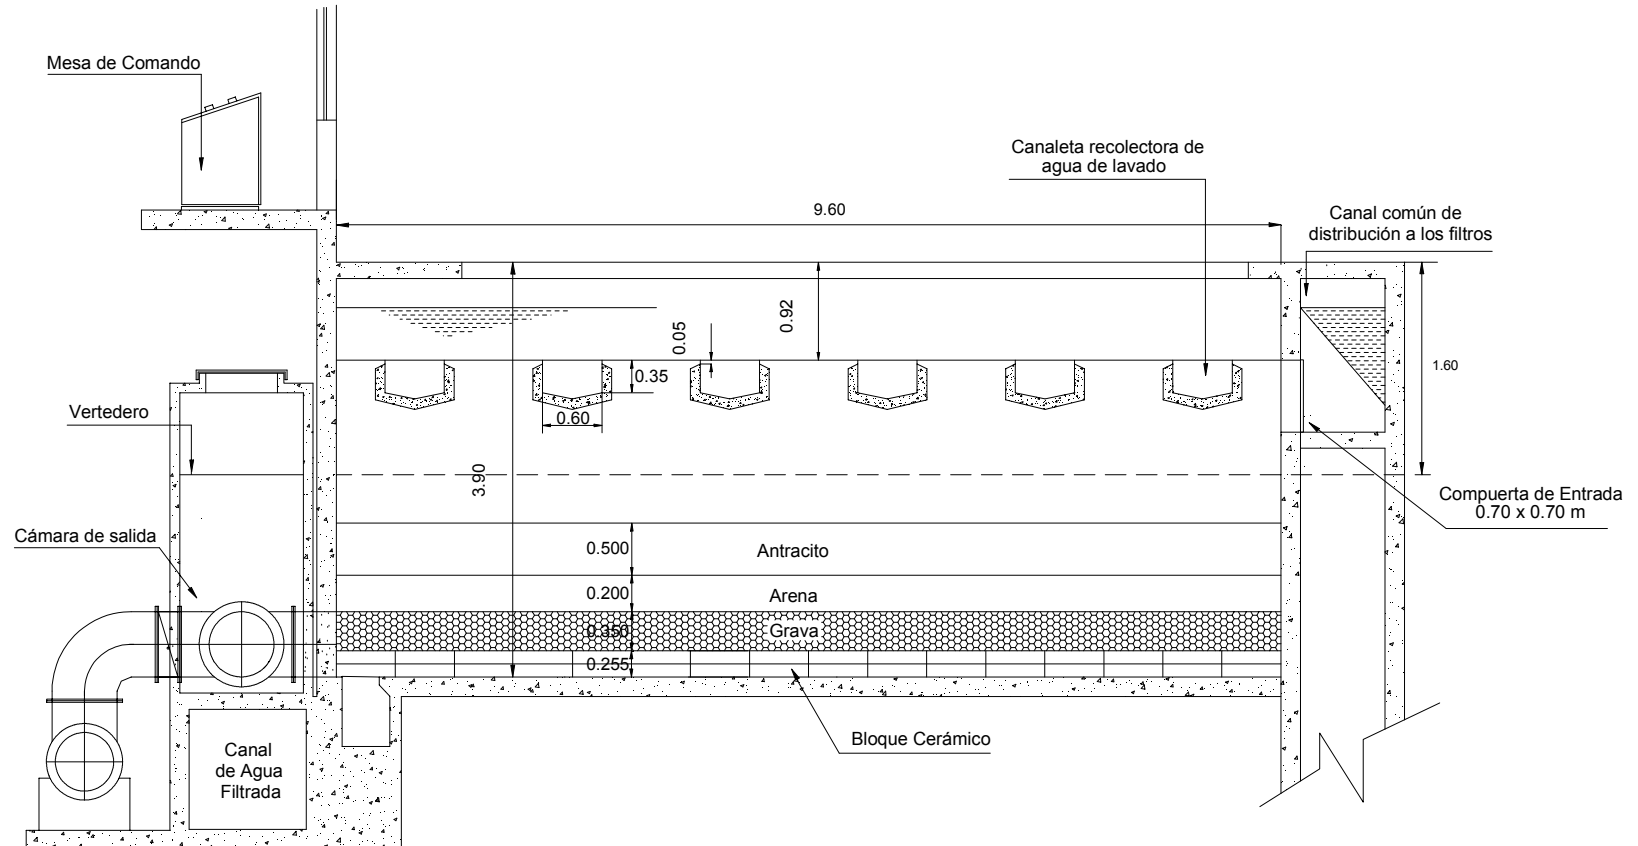 Mesa de Comando
Canaleta recolectora de
agua de lavado
9.60
Canal común de
distribución a los filtros
0.92
0.05
0.35
1.60
Vertedero
0.60
3.90
Compuerta de Entrada
0.70 x 0.70 m
Cámara de salida
0.500
Antracito
0.200
Arena
0.350
Grava
0.255
Bloque Cerámico
Canal
de Agua
Filtrada